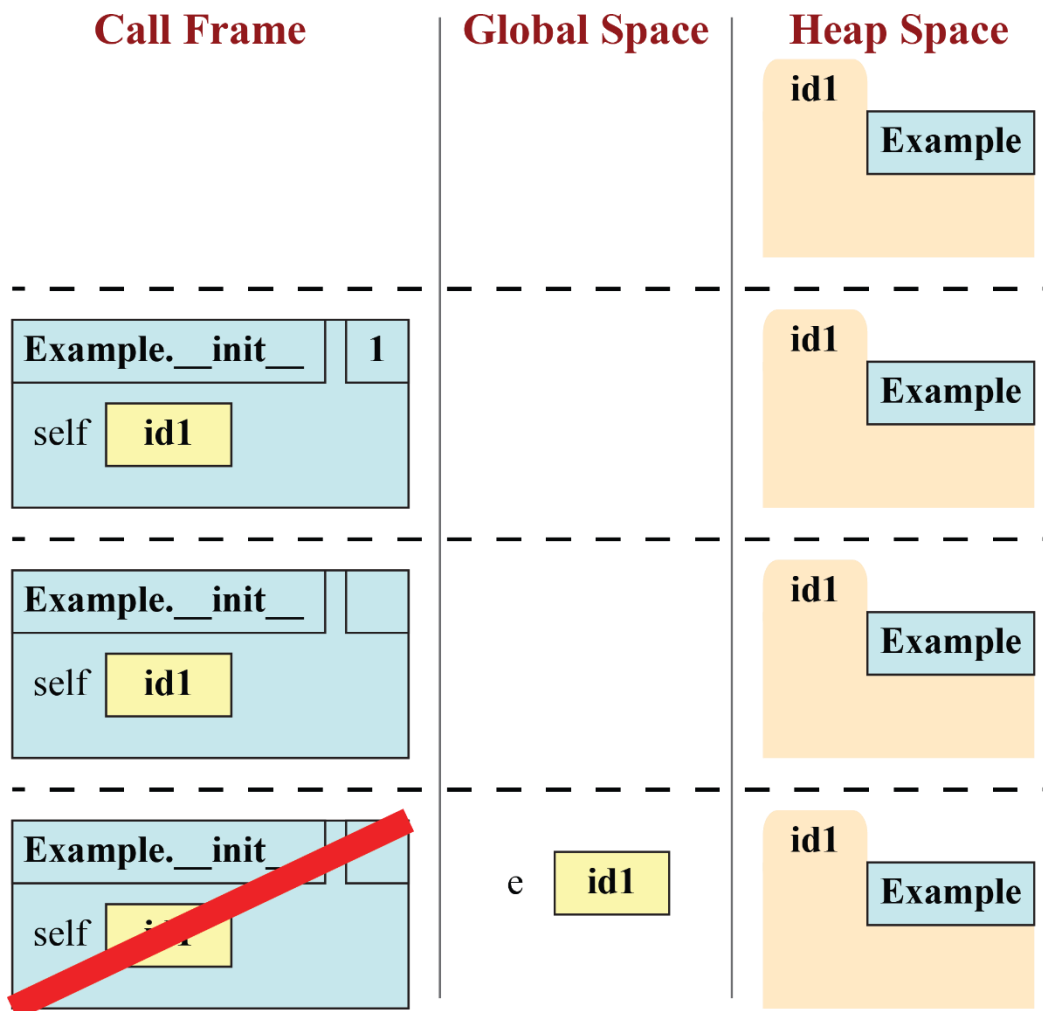 Call Frame Global Space Heap Space
id1
Example
Example.__init__ 1
self id1
id1
Example
Example.__init__
self id1
id1
Example
Example.__init__
self
e id1
id1
Example